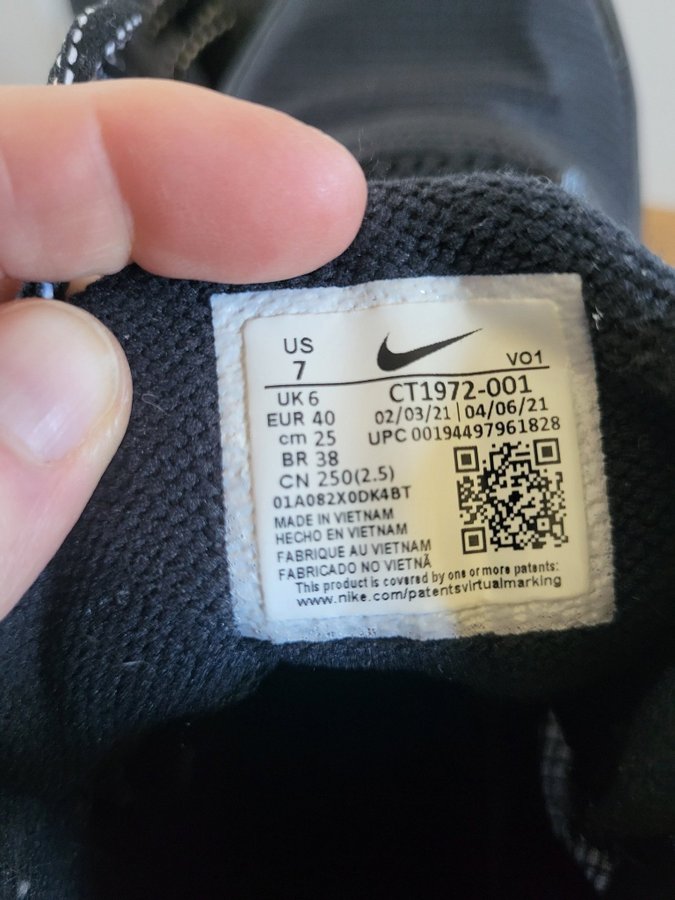 US
7
VO1
UK 6
CT1972-001
EUR 40
02/03/21 | 04/06/21
cm 25
UPC 00194497961828
BR 38
CN 250(2.5)
01A082X0DK4BT
MADE IN VIETNAM
HECHO EN VIETNAM
FABRIQUE AU VIETNAM
FABRICADO NO VIETNÃ
This product is covered by one or more patents:
www.nike.com/patentsvirtualmarking